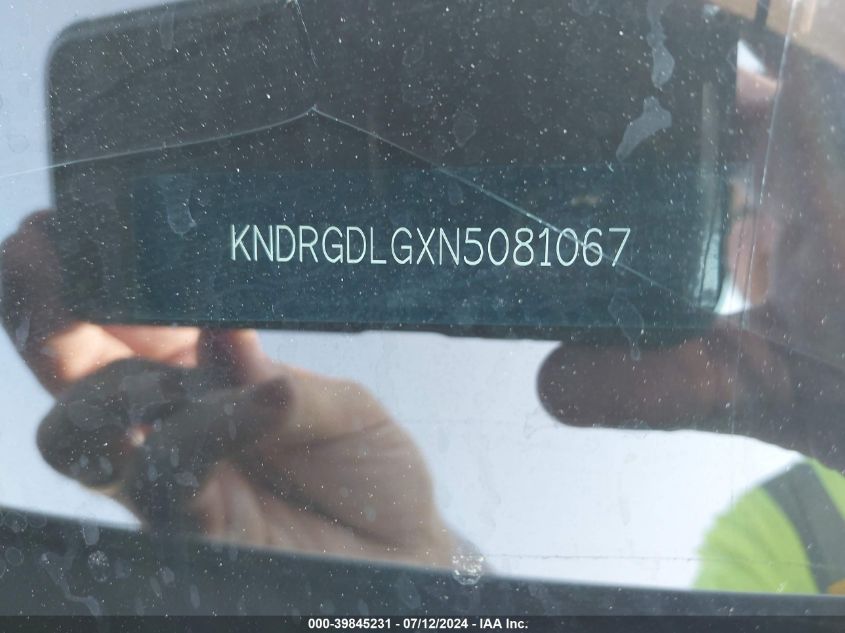 KNDRGDLGXN5081067
000-39845231 - 07/12/2024 - IAA Inc.